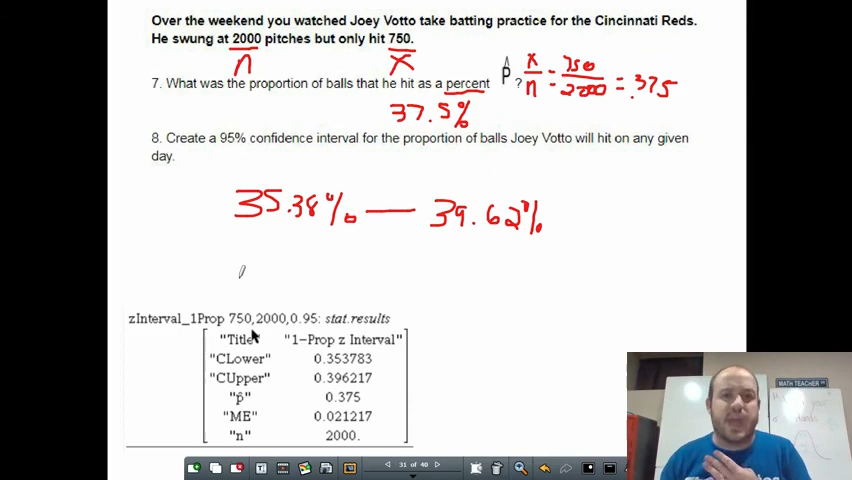 Over the weekend you watched Joey Votto take batting practice for the Cincinnati Reds.
He swung at 2000 pitches but only hit 750.
n x
7. What was the proportion of balls that he hit as a percent p̂? x/n = 750/2000 = .375
37.5%
8. Create a 95% confidence interval for the proportion of balls Joey Votto will hit on any given
day.
35.38% — 39.62%
zInterval_1Prop 750,2000,0.95: stat.results
"Title" "1-Prop z Interval"
"CLower" 0.353783
"CUpper" 0.396217
"p̂" 0.375
"ME" 0.021217
"n" 2000.
MATH TEACHER
31 of 40